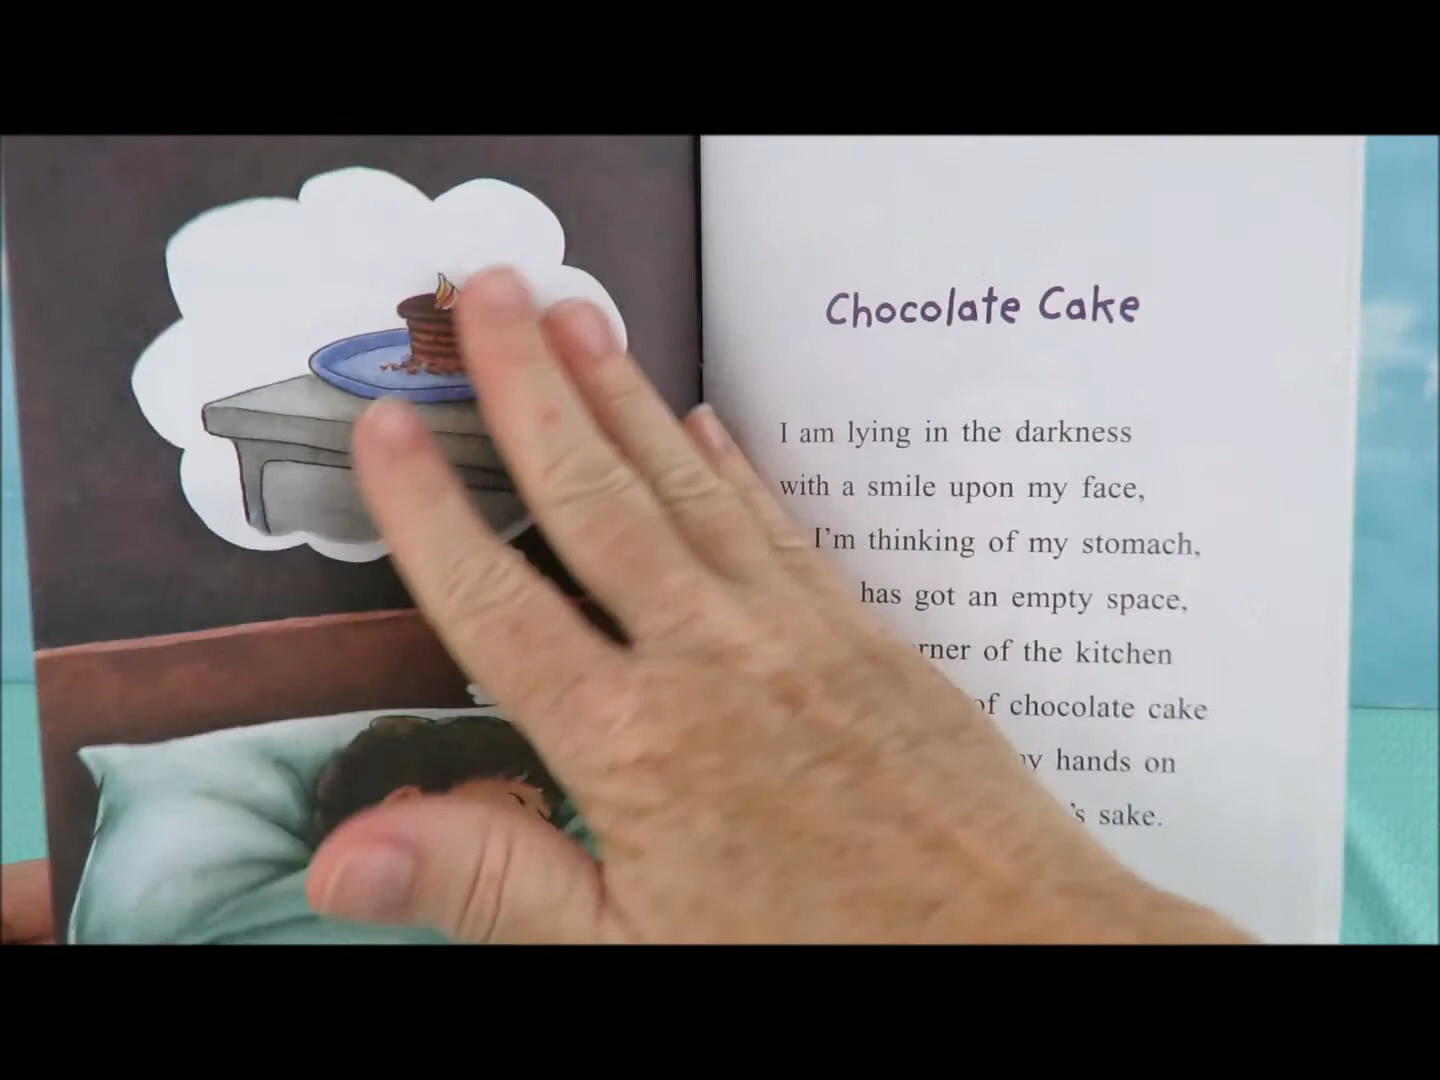 Chocolate Cake
I am lying in the darkness
with a smile upon my face,
I'm thinking of my stomach,
has got an empty space,
of the kitchen
of chocolate cake
hands on
sake.